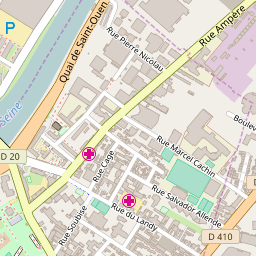 P
Quai de Saint-Ouen
Rue Pierre Nicolau
Rue Ampère
Seine
Boulev
Rue Marcel Cachin
D 20
Rue Cage
Rue Salvador Allende
Rue du Landy
Rue Soubise
D 410